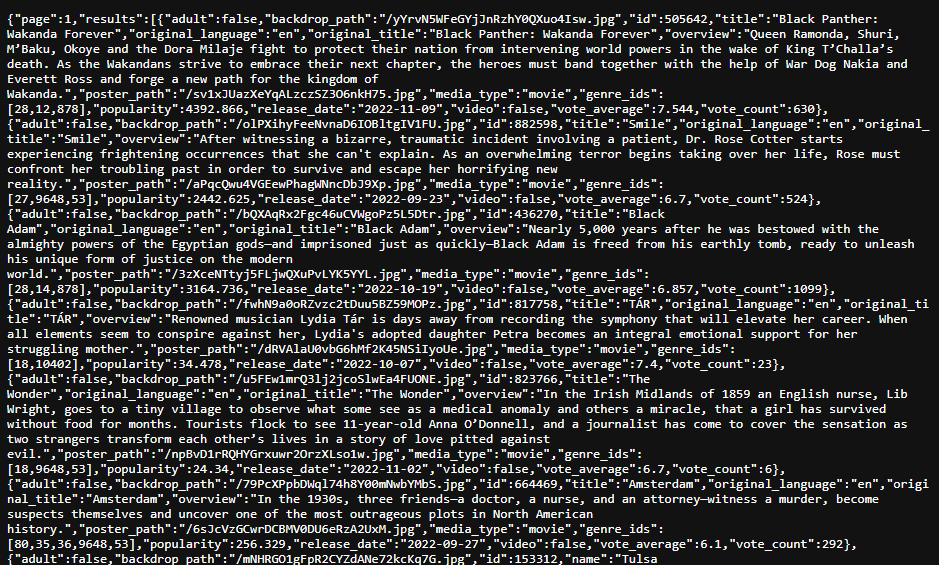 {"page":1,"results":[{"adult":false,"backdrop_path":"/yYrvN5WFeGYjJnRzhY0QXuo4Isw.jpg","id":505642,"title":"Black Panther:
Wakanda Forever","original_language":"en","original_title":"Black Panther: Wakanda Forever","overview":"Queen Ramonda, Shuri,
M’Baku, Okoye and the Dora Milaje fight to protect their nation from intervening world powers in the wake of King T’Challa’s
death. As the Wakandans strive to embrace their next chapter, the heroes must band together with the help of War Dog Nakia and
Everett Ross and forge a new path for the kingdom of
Wakanda.","poster_path":"/sv1xJUazXeYqALzczSZ3O6nkH75.jpg","media_type":"movie","genre_ids":
[28,12,878],"popularity":4392.866,"release_date":"2022-11-09","video":false,"vote_average":7.544,"vote_count":630},
{"adult":false,"backdrop_path":"/olPXihyFeeNvnaD6IOBltgIV1FU.jpg","id":882598,"title":"Smile","original_language":"en","original_
title":"Smile","overview":"After witnessing a bizarre, traumatic incident involving a patient, Dr. Rose Cotter starts
experiencing frightening occurrences that she can't explain. As an overwhelming terror begins taking over her life, Rose must
confront her troubling past in order to survive and escape her horrifying new
reality.","poster_path":"/aPqcQwu4VGEewPhagWNncDbJ9Xp.jpg","media_type":"movie","genre_ids":
[27,9648,53],"popularity":2442.625,"release_date":"2022-09-23","video":false,"vote_average":6.7,"vote_count":524},
{"adult":false,"backdrop_path":"/bQXAqRx2Fgc46uCVWgoPz5L5Dtr.jpg","id":436270,"title":"Black
Adam","original_language":"en","original_title":"Black Adam","overview":"Nearly 5,000 years after he was bestowed with the
almighty powers of the Egyptian gods—and imprisoned just as quickly—Black Adam is freed from his earthly tomb, ready to unleash
his unique form of justice on the modern
world.","poster_path":"/3zXceNTtyj5FLjwQXuPvLYK5YYL.jpg","media_type":"movie","genre_ids":
[28,14,878],"popularity":3164.736,"release_date":"2022-10-19","video":false,"vote_average":6.857,"vote_count":1099},
{"adult":false,"backdrop_path":"/fwhN9a0oRZvzc2tDuu5BZ59MOPz.jpg","id":817758,"title":"TÁR","original_language":"en","original_ti
tle":"TÁR","overview":"Renowned musician Lydia Tár is days away from recording the symphony that will elevate her career. When
all elements seem to conspire against her, Lydia's adopted daughter Petra becomes an integral emotional support for her
struggling mother.","poster_path":"/dRVAlaU0vbG6hMf2K45NSiIyoUe.jpg","media_type":"movie","genre_ids":
[18,10402],"popularity":34.478,"release_date":"2022-10-07","video":false,"vote_average":7.4,"vote_count":23},
{"adult":false,"backdrop_path":"/u5FEw1mrQ3lj2jcoSlwEa4FUONE.jpg","id":823766,"title":"The
Wonder","original_language":"en","original_title":"The Wonder","overview":"In the Irish Midlands of 1859 an English nurse, Lib
Wright, goes to a tiny village to observe what some see as a medical anomaly and others a miracle, that a girl has survived
without food for months. Tourists flock to see 11-year-old Anna O’Donnell, and a journalist has come to cover the sensation as
two strangers transform each other’s lives in a story of love pitted against
evil.","poster_path":"/npBvD1rRQHYGrxuwr2OrzXLso1w.jpg","media_type":"movie","genre_ids":
[18,9648,53],"popularity":24.34,"release_date":"2022-11-02","video":false,"vote_average":6.7,"vote_count":6},
{"adult":false,"backdrop_path":"/79PcXPpbDWql74h8Y00mNwbYMbS.jpg","id":664469,"title":"Amsterdam","original_language":"en","origi
nal_title":"Amsterdam","overview":"In the 1930s, three friends—a doctor, a nurse, and an attorney—witness a murder, become
suspects themselves and uncover one of the most outrageous plots in North American
history.","poster_path":"/6sJcVzGCwrDCBMV0DU6eRzA2UxM.jpg","media_type":"movie","genre_ids":
[80,35,36,9648,53],"popularity":256.329,"release_date":"2022-09-27","video":false,"vote_average":6.1,"vote_count":292},
{"adult":false,"backdrop_path":"/mNHRGO1gFpR2CYZdANe72kcKq7G.jpg","id":153312,"name":"Tulsa